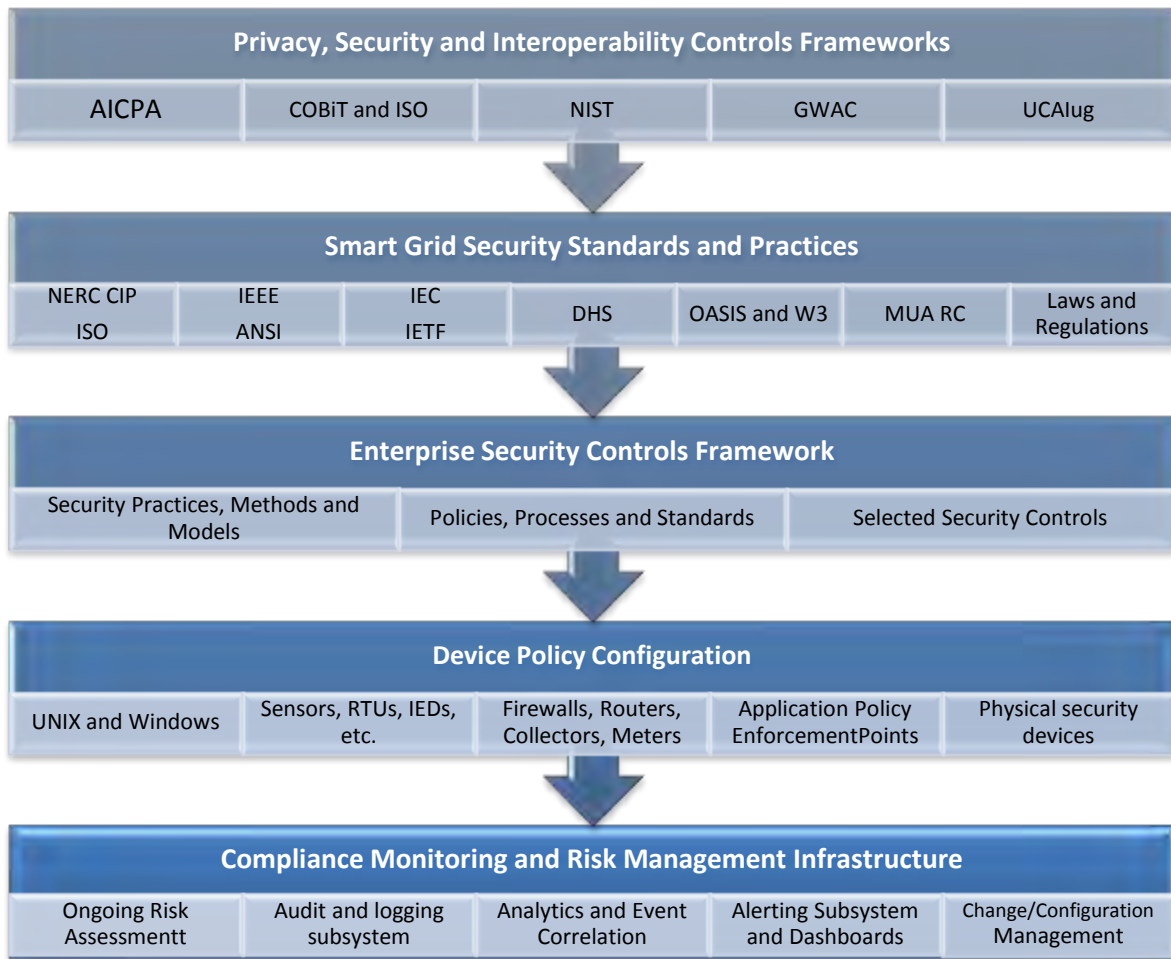 Privacy, Security and Interoperability Controls Frameworks
AICPA
COBiT and ISO
NIST
GWAC
UCAIug
Smart Grid Security Standards and Practices
NERC CIP
ISO
IEEE
ANSI
IEC
IETF
DHS
OASIS and W3
MUA RC
Laws and
Regulations
Enterprise Security Controls Framework
Security Practices, Methods and
Models
Policies, Processes and Standards
Selected Security Controls
Device Policy Configuration
UNIX and Windows
Sensors, RTUs, IEDs,
etc.
Firewalls, Routers,
Collectors, Meters
Application Policy
EnforcementPoints
Physical security
devices
Compliance Monitoring and Risk Management Infrastructure
Ongoing Risk
Assessmentt
Audit and logging
subsystem
Analytics and Event
Correlation
Alerting Subsystem
and Dashboards
Change/Configuration
Management